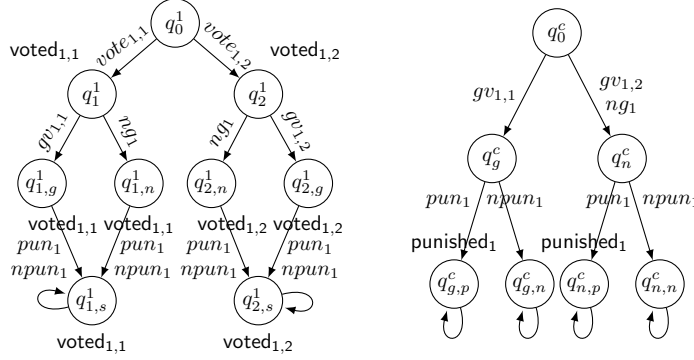 $q_0^1$
$vote_{1,1}$ $vote_{1,2}$
$voted_{1,1}$ $voted_{1,2}$
$q_1^1$ $q_2^1$
$gv_{1,1}$ $ng_1$ $ng_1$ $gv_{1,2}$
$q_{1,g}^1$ $q_{1,n}^1$ $q_{2,n}^1$ $q_{2,g}^1$
$voted_{1,1}$ $voted_{1,1}$ $voted_{1,2}$ $voted_{1,2}$
$pun_1$ $pun_1$ $pun_1$ $pun_1$
$npun_1$ $npun_1$ $npun_1$ $npun_1$
$q_{1,s}^1$ $q_{2,s}^1$
$voted_{1,1}$ $voted_{1,2}$
$q_0^c$
$gv_{1,1}$ $gv_{1,2}$
$ng_1$
$q_g^c$ $q_n^c$
$pun_1$ $npun_1$ $pun_1$ $npun_1$
$punished_1$ $punished_1$
$q_{g,p}^c$ $q_{g,n}^c$ $q_{n,p}^c$ $q_{n,n}^c$